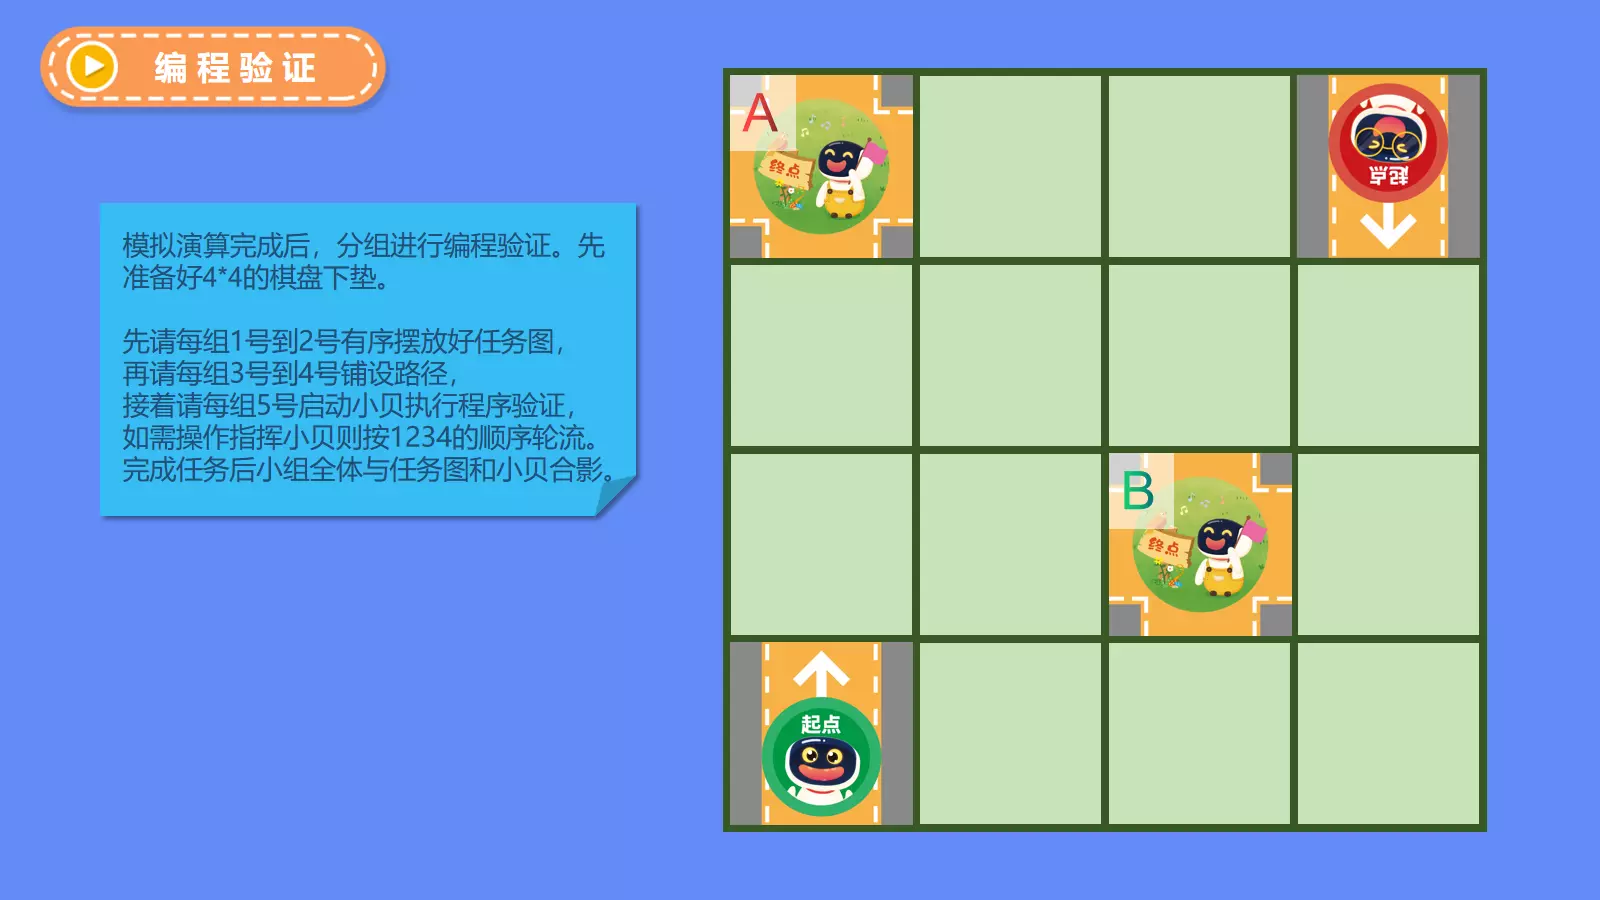 编程验证
模拟演算完成后，分组进行编程验证。先
准备好4*4的棋盘下垫。
先请每组1号到2号有序摆放好任务图，
再请每组3号到4号铺设路径，
接着请每组5号启动小贝执行程序验证，
如需操作指挥小贝则按1234的顺序轮流。
完成任务后小组全体与任务图和小贝合影。
A
终点
起点
B
终点
起点